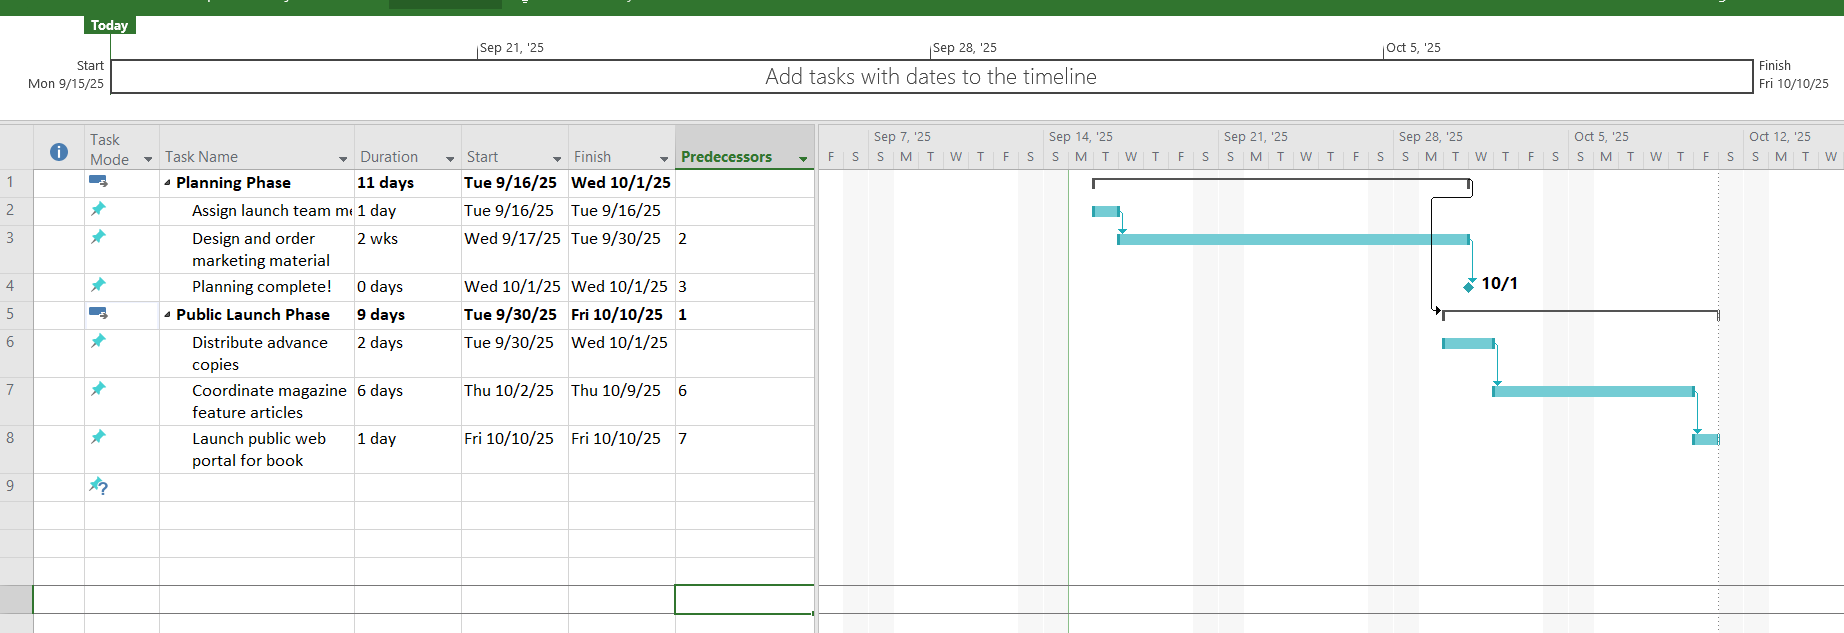 Today
Sep 21, '25
Sep 28, '25
Oct 5, '25
Start
Mon 9/15/25
Add tasks with dates to the timeline
Finish
Fri 10/10/25
Task Mode Task Name Duration Start Finish Predecessors
Sep 7, '25 Sep 14, '25 Sep 21, '25 Sep 28, '25 Oct 5, '25 Oct 12, '25
F S S M T W T F S S M T W T F S S M T W T F S S M T W T F S S M T W T F S S M T W
1 Planning Phase 11 days Tue 9/16/25 Wed 10/1/25
2 Assign launch team m 1 day Tue 9/16/25 Tue 9/16/25
3 Design and order 2 wks Wed 9/17/25 Tue 9/30/25 2
marketing material
4 Planning complete! 0 days Wed 10/1/25 Wed 10/1/25 3
10/1
5 Public Launch Phase 9 days Tue 9/30/25 Fri 10/10/25 1
6 Distribute advance 2 days Tue 9/30/25 Wed 10/1/25
copies
7 Coordinate magazine 6 days Thu 10/2/25 Thu 10/9/25 6
feature articles
8 Launch public web 1 day Fri 10/10/25 Fri 10/10/25 7
portal for book
9